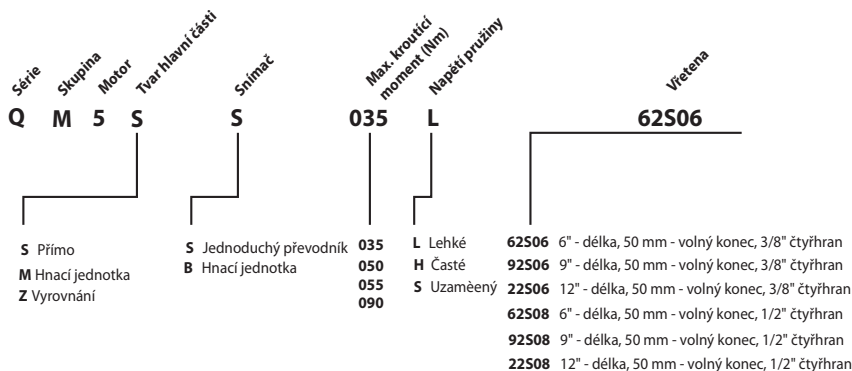 Série
Skupina
Motor
Tvar hlavní části
Snímač
Max. kroutící
moment (Nm)
Napětí pružiny
Vřetena
Q M 5 S S 035 L 62S06
S Přímo
M Hnací jednotka
Z Vyrovnání
S Jednoduchý převodník
B Hnací jednotka
035
050
055
090
L Lehké
H Časté
S Uzamèený
62S06 6" - délka, 50 mm - volný konec, 3/8" čtyřhran
92S06 9" - délka, 50 mm - volný konec, 3/8" čtyřhran
22S06 12" - délka, 50 mm - volný konec, 3/8" čtyřhran
62S08 6" - délka, 50 mm - volný konec, 1/2" čtyřhran
92S08 9" - délka, 50 mm - volný konec, 1/2" čtyřhran
22S08 12" - délka, 50 mm - volný konec, 1/2" čtyřhran